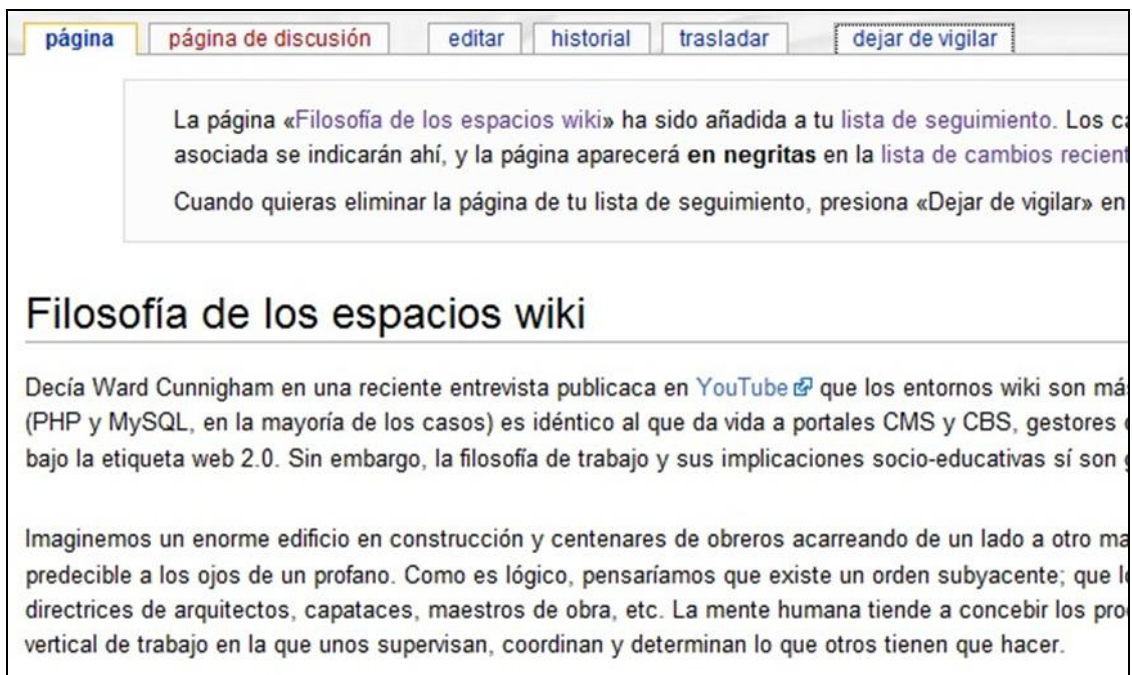 página página de discusión editar historial trasladar dejar de vigilar
La página «Filosofía de los espacios wiki» ha sido añadida a tu lista de seguimiento. Los
asociada se indicarán ahí, y la página aparecerá en negritas en la lista de cambios recient
Cuando quieras eliminar la página de tu lista de seguimiento, presiona «Dejar de vigilar» en
Filosofía de los espacios wiki
Decía Ward Cunnigham en una reciente entrevista publicaca en YouTube que los entornos wiki son más
(PHP y MySQL, en la mayoría de los casos) es idéntico al que da vida a portales CMS y CBS, gestores
bajo la etiqueta web 2.0. Sin embargo, la filosofía de trabajo y sus implicaciones socio-educativas sí son
Imaginemos un enorme edificio en construcción y centenares de obreros acarreando de un lado a otro ma
predecible a los ojos de un profano. Como es lógico, pensaríamos que existe un orden subyacente; que
directrices de arquitectos, capataces, maestros de obra, etc. La mente humana tiende a concebir los pro
vertical de trabajo en la que unos supervisan, coordinan y determinan lo que otros tienen que hacer.